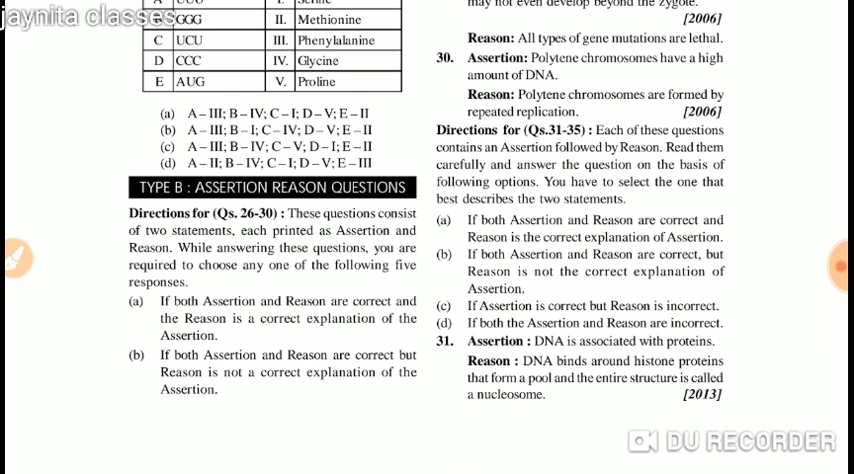 jaynita classes
GGG II. Methionine
C UCU III. Phenylalanine
D CCC IV. Glycine
E AUG V. Proline
(a) A – III; B – IV; C – I; D – V; E – II
(b) A – III; B – I; C – IV; D – V; E – II
(c) A – III; B – IV; C – V; D – I; E – II
(d) A – II; B – IV; C – I; D – V; E – III
TYPE B : ASSERTION REASON QUESTIONS
Directions for (Qs. 26-30) : These questions consist
of two statements, each printed as Assertion and
Reason. While answering these questions, you are
required to choose any one of the following five
responses.
(a) If both Assertion and Reason are correct and
the Reason is a correct explanation of the
Assertion.
(b) If both Assertion and Reason are correct but
Reason is not a correct explanation of the
Assertion.
may not even develop beyond the zygote.
[2006]
Reason: All types of gene mutations are lethal.
30. Assertion: Polytene chromosomes have a high
amount of DNA.
Reason: Polytene chromosomes are formed by
repeated replication. [2006]
Directions for (Qs.31-35) : Each of these questions
contains an Assertion followed by Reason. Read them
carefully and answer the question on the basis of
following options. You have to select the one that
best describes the two statements.
(a) If both Assertion and Reason are correct and
Reason is the correct explanation of Assertion.
(b) If both Assertion and Reason are correct, but
Reason is not the correct explanation of
Assertion.
(c) If Assertion is correct but Reason is incorrect.
(d) If both the Assertion and Reason are incorrect.
31. Assertion : DNA is associated with proteins.
Reason : DNA binds around histone proteins
that form a pool and the entire structure is called
a nucleosome. [2013]
DU RECORDER